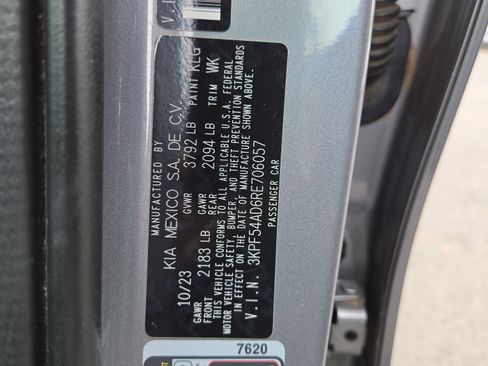 V.I.N
MANUFACTURED BY
KIA MEXICO S.A. DE C.V.
10/23 GVWR 3792 LB PAINT KLG
GAWR FRONT 2183 LB GAWR REAR 2094 LB TRIM WK
THIS VEHICLE CONFORMS TO ALL APPLICABLE U.S.A. FEDERAL
MOTOR VEHICLE SAFETY, BUMPER, AND THEFT PREVENTION STANDARDS
IN EFFECT ON THE DATE OF MANUFACTURE SHOWN ABOVE.
V.I.N. 3KPF54AD6RE706057
PASSENGER CAR
7620